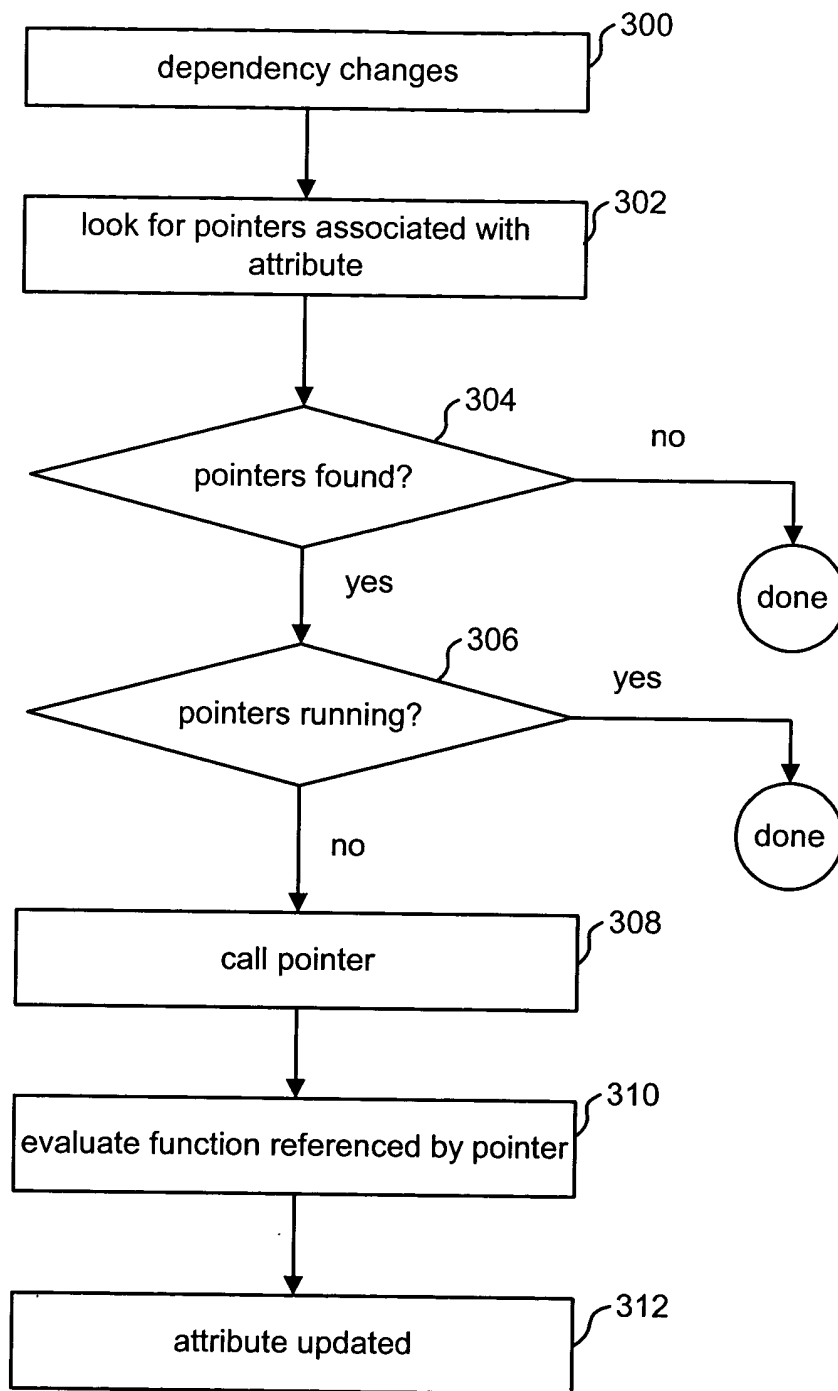 300
dependency changes
302
look for pointers associated with
attribute
304
no
pointers found?
done
yes
306
yes
pointers running?
done
no
308
call pointer
310
evaluate function referenced by pointer
312
attribute updated